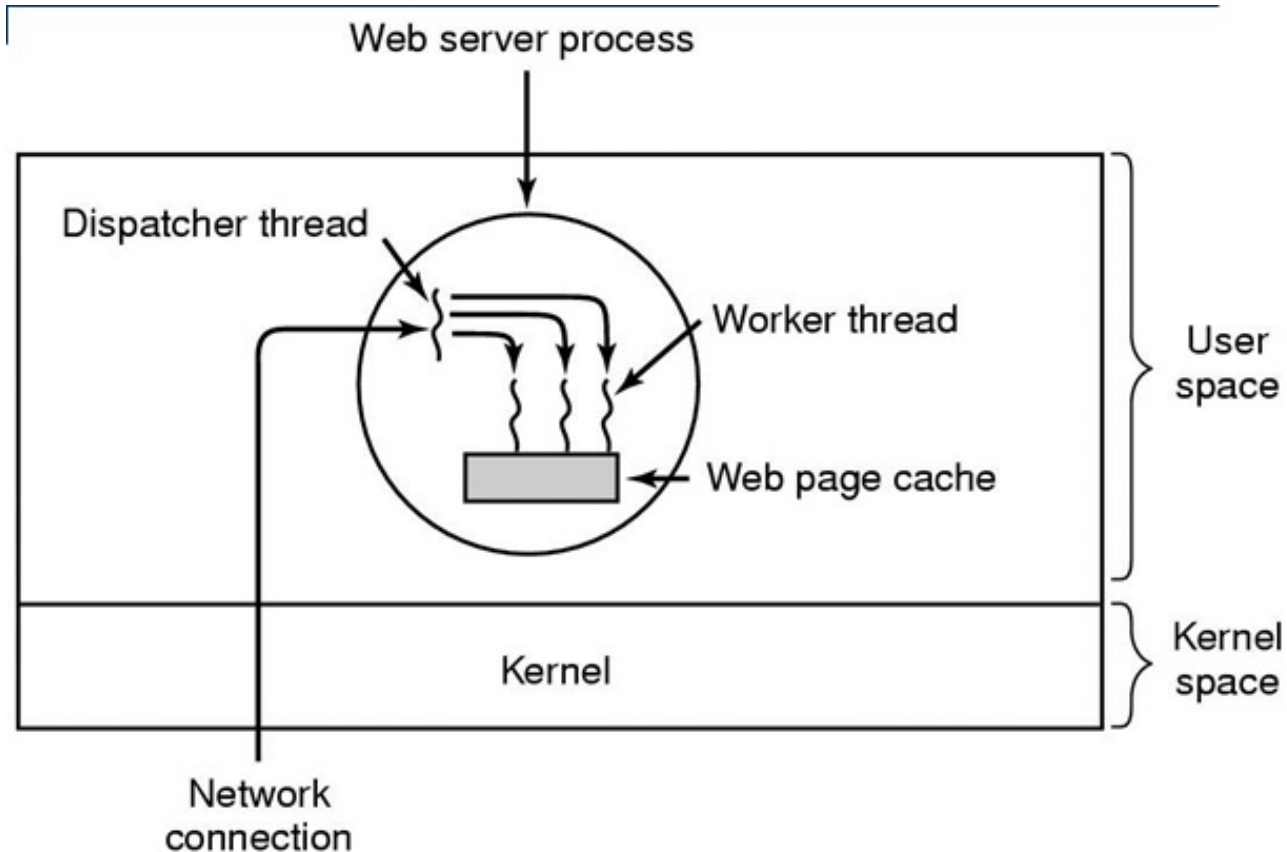 Web server process
Dispatcher thread
Worker thread
User
space
Web page cache
Kernel
Kernel
space
Network
connection